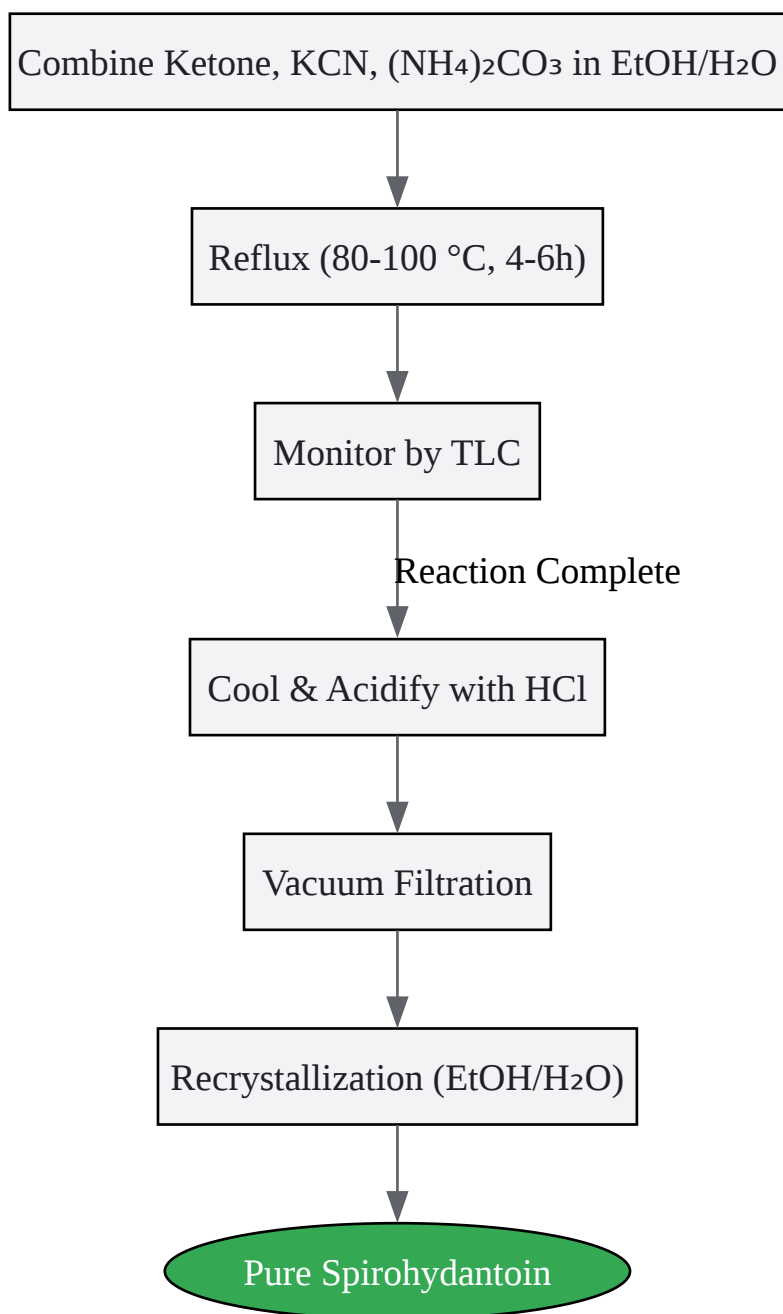 Combine Ketone, KCN, (NH₄)₂CO₃ in EtOH/H₂O
Reflux (80-100 °C, 4-6h)
Monitor by TLC
Reaction Complete
Cool & Acidify with HCl
Vacuum Filtration
Recrystallization (EtOH/H₂O)
Pure Spirohydantoin